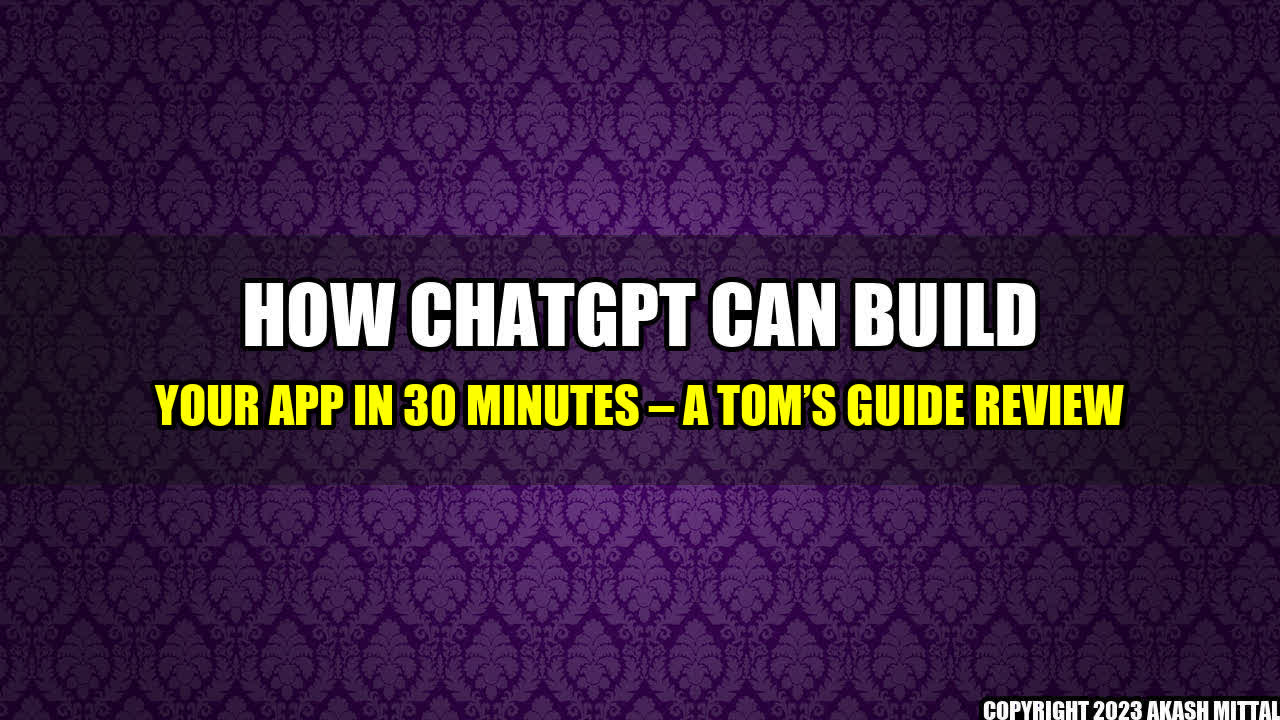 HOW CHATGPT CAN BUILD
YOUR APP IN 30 MINUTES – A TOM’S GUIDE REVIEW
COPYRIGHT 2023 AKASH MITTAL